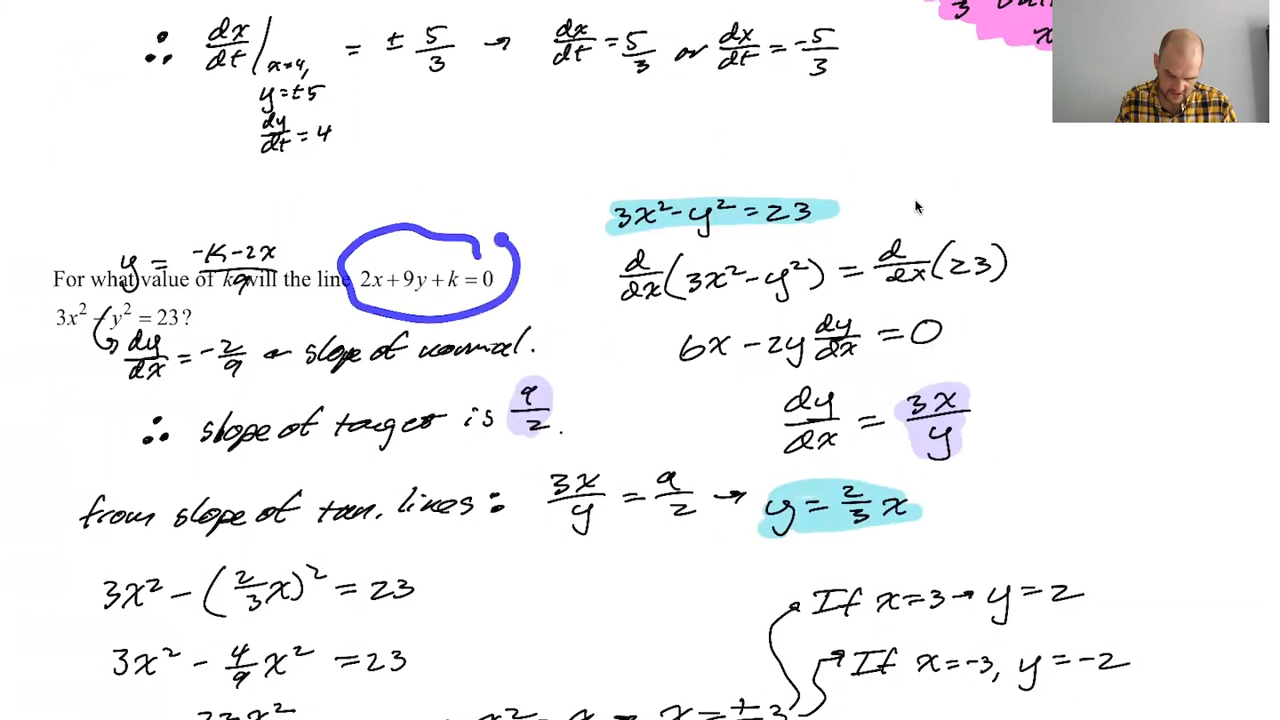 ∴ dx/dt | x=4, y=±5, dy/dt=4 = ± 5/3 → dx/dt = 5/3 or dx/dt = -5/3
3
x
3x² - y² = 23
y = (-k - 2x)/9
d/dx (3x² - y²) = d/dx (23)
For what value of k will the line 2x + 9y + k = 0
3x² - y² = 23?
6x - 2y dy/dx = 0
dy/dx = -2/9 ← slope of normal.
dy/dx = 3x/y
∴ slope of target is 9/2.
from slope of tan. lines: 3x/y = 9/2 → y = 2/3 x
3x² - (2/3 x)² = 23
If x=3 → y=2
3x² - 4/9 x² = 23
If x=-3, y=-2
x = ±3